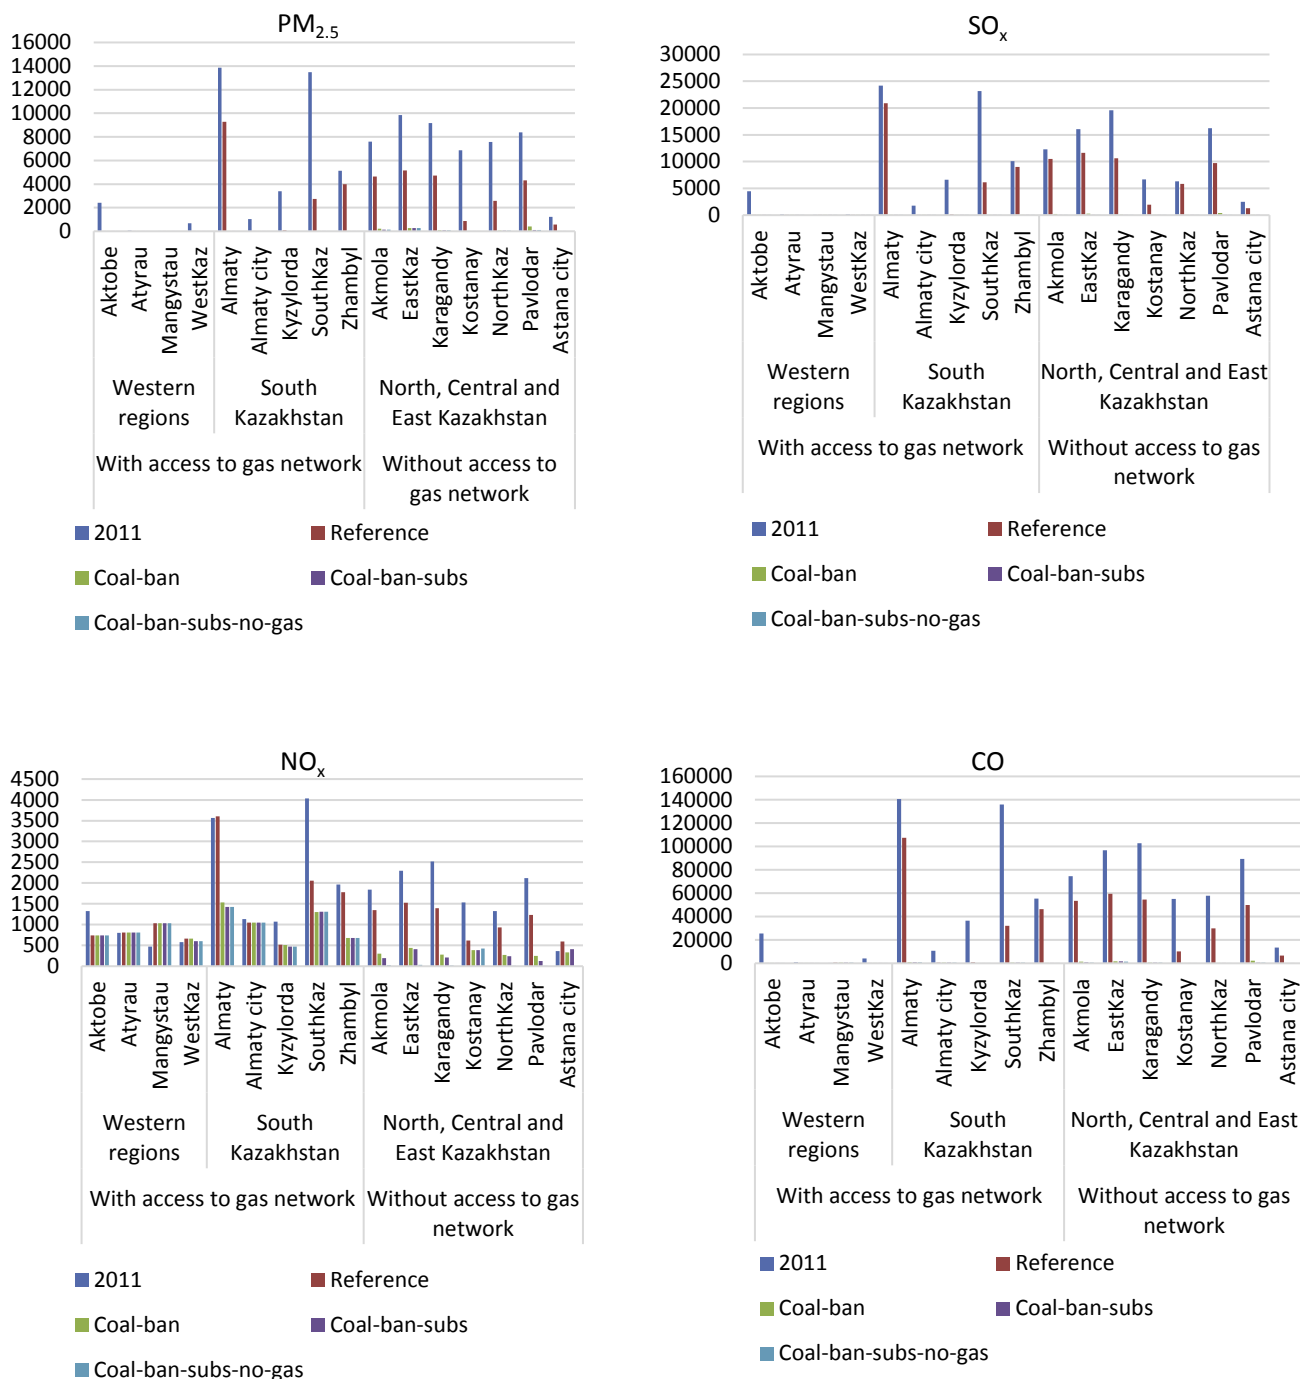 PM2.5
16000
14000
12000
10000
8000
6000
4000
2000
0
Aktobe
Atyrau
Mangystau
WestKaz
Almaty
Almaty city
Kyzylorda
SouthKaz
Zhambyl
Akmola
EastKaz
Karagandy
Kostanay
NorthKaz
Pavlodar
Astana city
Western
regions
South
Kazakhstan
North, Central and
East Kazakhstan
With access to gas network
Without access to
gas network
2011
Reference
Coal-ban
Coal-ban-subs
Coal-ban-subs-no-gas
SOx
30000
25000
20000
15000
10000
5000
0
Aktobe
Atyrau
Mangystau
WestKaz
Almaty
Almaty city
Kyzylorda
SouthKaz
Zhambyl
Akmola
EastKaz
Karagandy
Kostanay
NorthKaz
Pavlodar
Astana city
Western
regions
South
Kazakhstan
North, Central and East
Kazakhstan
With access to gas network
Without access to gas
network
2011
Reference
Coal-ban
Coal-ban-subs
Coal-ban-subs-no-gas
NOx
4500
4000
3500
3000
2500
2000
1500
1000
500
0
Aktobe
Atyrau
Mangystau
WestKaz
Almaty
Almaty city
Kyzylorda
SouthKaz
Zhambyl
Akmola
EastKaz
Karagandy
Kostanay
NorthKaz
Pavlodar
Astana city
Western
regions
South
Kazakhstan
North, Central and
East Kazakhstan
With access to gas network
Without access to gas
network
2011
Reference
Coal-ban
Coal-ban-subs
Coal-ban-subs-no-gas
CO
160000
140000
120000
100000
80000
60000
40000
20000
0
Aktobe
Atyrau
Mangystau
WestKaz
Almaty
Almaty city
Kyzylorda
SouthKaz
Zhambyl
Akmola
EastKaz
Karagandy
Kostanay
NorthKaz
Pavlodar
Astana city
Western
regions
South
Kazakhstan
North, Central and East
Kazakhstan
With access to gas network
Without access to gas
network
2011
Reference
Coal-ban
Coal-ban-subs
Coal-ban-subs-no-gas